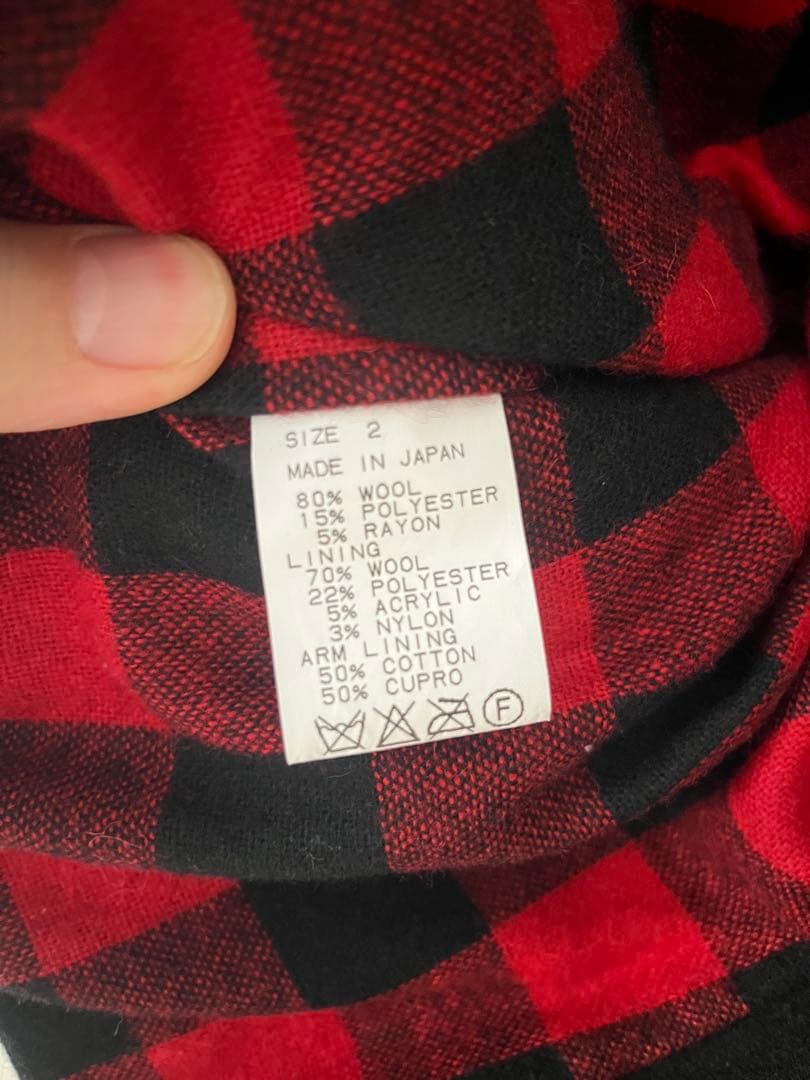 SIZE 2
MADE IN JAPAN
80% WOOL
15% POLYESTER
5% RAYON
LINING
70% WOOL
22% POLYESTER
5% ACRYLIC
3% NYLON
ARM LINING
50% COTTON
50% CUPRO
F